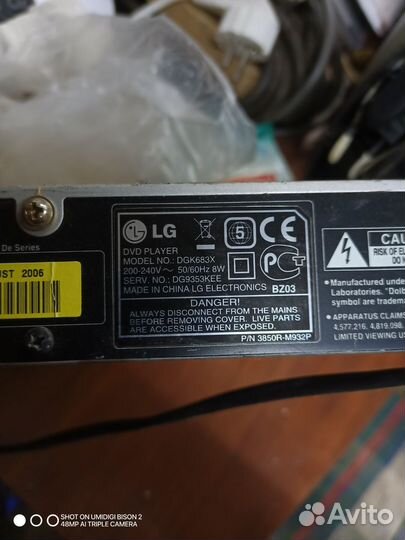 De Series
UST 2006
LG
5
CE
DVD PLAYER
MODEL NO.: DGK683X
200-240V ~ 50/60Hz 8W
SERV. NO.: DG9353KEE
MADE IN CHINA LG ELECTRONICS BZ03
DANGER!
ALWAYS DISCONNECT FROM THE MAINS
BEFORE REMOVING COVER. LIVE PARTS
ARE ACCESSIBLE WHEN EXPOSED.
P/N 3850R-M932P
CAU
RISK OF EL
DO NOT
• Manufactured under
Laboratories. "Dolb
symbol are tradema
• APPARATUS CLAIMS
4,577,216, 4,819,098,
LIMITED VIEWING US
SHOT ON UMIDIGI BISON 2
48MP AI TRIPLE CAMERA
Avito